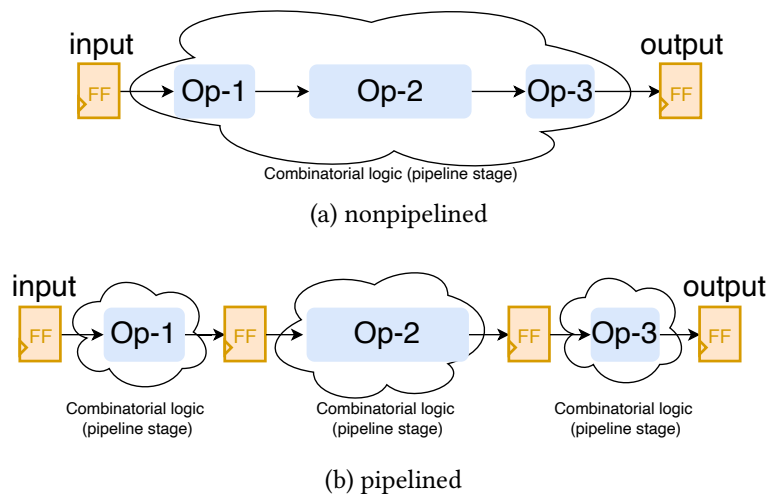 input output
FF Op-1 Op-2 Op-3 FF
Combinatorial logic (pipeline stage)
(a) nonpipelined
input output
FF Op-1 FF Op-2 FF Op-3 FF
Combinatorial logic Combinatorial logic Combinatorial logic
(pipeline stage) (pipeline stage) (pipeline stage)
(b) pipelined